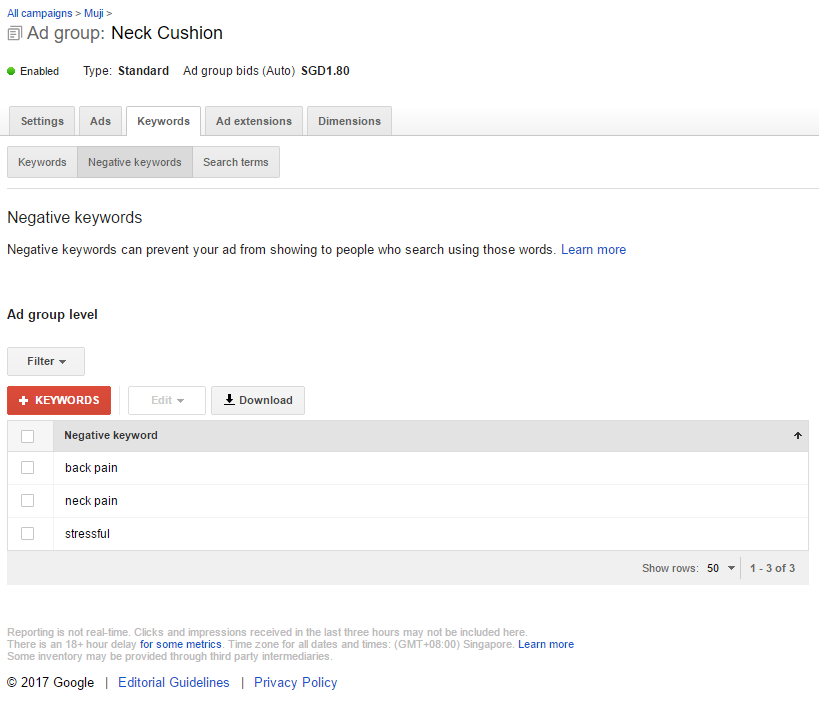 All campaigns > Muji >
Ad group: Neck Cushion
Enabled Type: Standard Ad group bids (Auto) SGD1.80
Settings Ads Keywords Ad extensions Dimensions
Keywords Negative keywords Search terms
Negative keywords
Negative keywords can prevent your ad from showing to people who search using those words. Learn more
Ad group level
Filter
+ KEYWORDS Edit Download
Negative keyword
back pain
neck pain
stressful
Show rows: 50 1 - 3 of 3
Reporting is not real-time. Clicks and impressions received in the last three hours may not be included here.
There is an 18+ hour delay for some metrics. Time zone for all dates and times: (GMT+08:00) Singapore. Learn more
Some inventory may be provided through third party intermediaries.
© 2017 Google | Editorial Guidelines | Privacy Policy